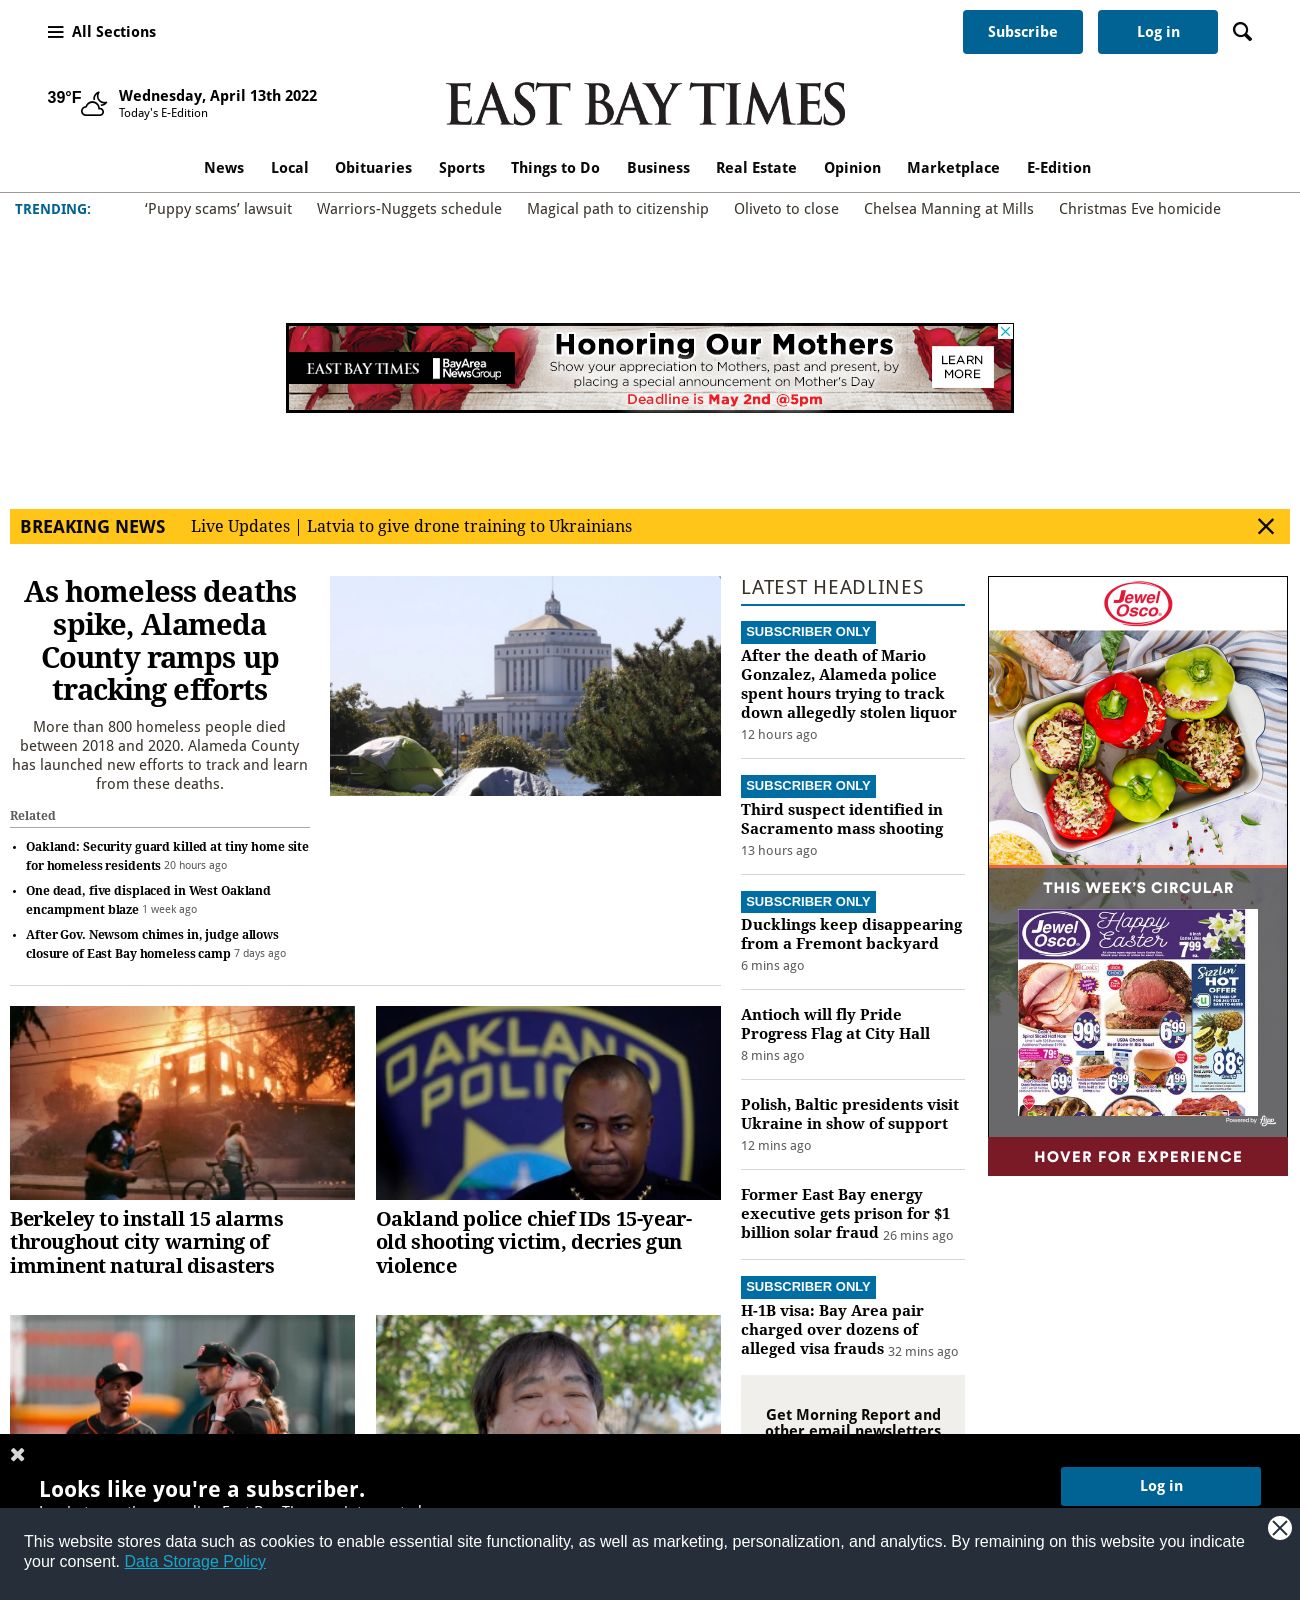 All Sections
Subscribe
Log in
39°F
Wednesday, April 13th 2022
Today's E-Edition
EAST BAY TIMES
News
Local
Obituaries
Sports
Things to Do
Business
Real Estate
Opinion
Marketplace
E-Edition
TRENDING:
‘Puppy scams’ lawsuit
Warriors-Nuggets schedule
Magical path to citizenship
Oliveto to close
Chelsea Manning at Mills
Christmas Eve homicide
EAST BAY TIMES
BayArea
NewsGroup
Honoring Our Mothers
Show your appreciation to Mothers, past and present, by
placing a special announcement on Mother's Day
Deadline is May 2nd @5pm
LEARN
MORE
BREAKING NEWS
Live Updates | Latvia to give drone training to Ukrainians
As homeless deaths
spike, Alameda
County ramps up
tracking efforts
More than 800 homeless people died
between 2018 and 2020. Alameda County
has launched new efforts to track and learn
from these deaths.
Related
Oakland: Security guard killed at tiny home site
for homeless residents 20 hours ago
One dead, five displaced in West Oakland
encampment blaze 1 week ago
After Gov. Newsom chimes in, judge allows
closure of East Bay homeless camp 7 days ago
Berkeley to install 15 alarms
throughout city warning of
imminent natural disasters
OAKLAND
POLICE
Oakland police chief IDs 15-year-
old shooting victim, decries gun
violence
LATEST HEADLINES
SUBSCRIBER ONLY
After the death of Mario
Gonzalez, Alameda police
spent hours trying to track
down allegedly stolen liquor
12 hours ago
SUBSCRIBER ONLY
Third suspect identified in
Sacramento mass shooting
13 hours ago
SUBSCRIBER ONLY
Ducklings keep disappearing
from a Fremont backyard
6 mins ago
Antioch will fly Pride
Progress Flag at City Hall
8 mins ago
Polish, Baltic presidents visit
Ukraine in show of support
12 mins ago
Former East Bay energy
executive gets prison for $1
billion solar fraud 26 mins ago
SUBSCRIBER ONLY
H-1B visa: Bay Area pair
charged over dozens of
alleged visa frauds 32 mins ago
Get Morning Report and
other email newsletters
Jewel
Osco
THIS WEEK'S CIRCULAR
Jewel
Osco
Happy
Easter
7.99
Sizzlin'
HOT
OFFER
99¢
6.99
88¢
79¢
69¢
6.99
4.99
Powered by flipp
HOVER FOR EXPERIENCE
Looks like you're a subscriber.
Log in
This website stores data such as cookies to enable essential site functionality, as well as marketing, personalization, and analytics. By remaining on this website you indicate
your consent. Data Storage Policy